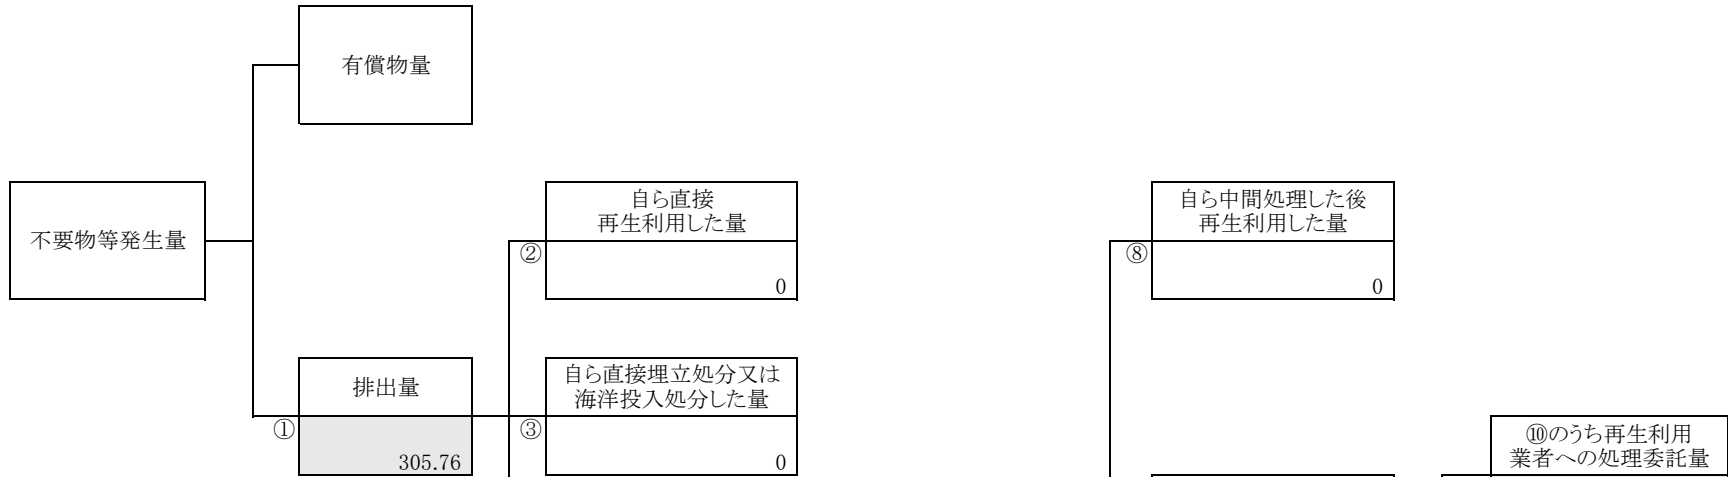 有償物量
不要物等発生量
自ら直接
再生利用した量
②
0
自ら中間処理した後
再生利用した量
⑧
0
排出量
①
305.76
自ら直接埋立処分又は
海洋投入処分した量
③
0
⑩のうち再生利用
業者への処理委託量